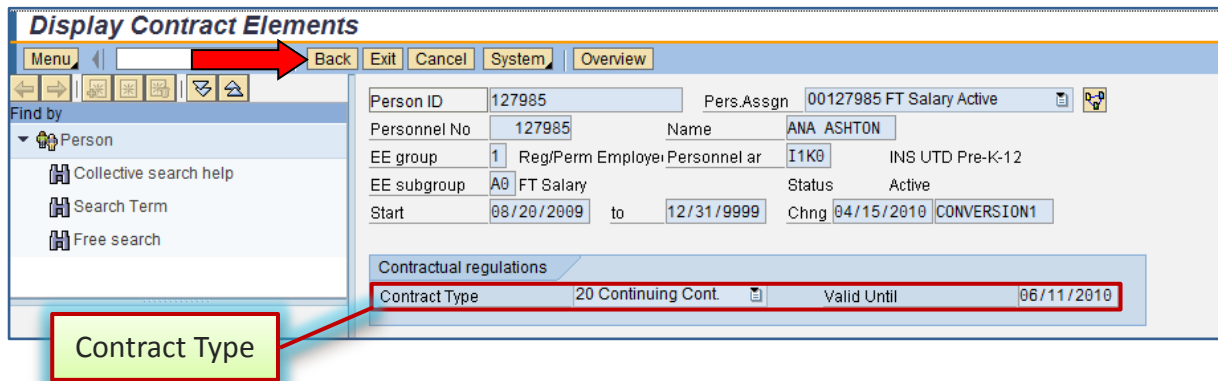 Display Contract Elements
Menu Back Exit Cancel System Overview
Find by
Person
Collective search help
Search Term
Free search
Person ID 127985 Pers.Assgn 00127985 FT Salary Active
Personnel No 127985 Name ANA ASHTON
EE group 1 Reg/Perm Employe Personnel ar I1K0 INS UTD Pre-K-12
EE subgroup A0 FT Salary Status Active
Start 08/20/2009 to 12/31/9999 Chng 04/15/2010 CONVERSION1
Contractual regulations
Contract Type 20 Continuing Cont. Valid Until 06/11/2010
Contract Type